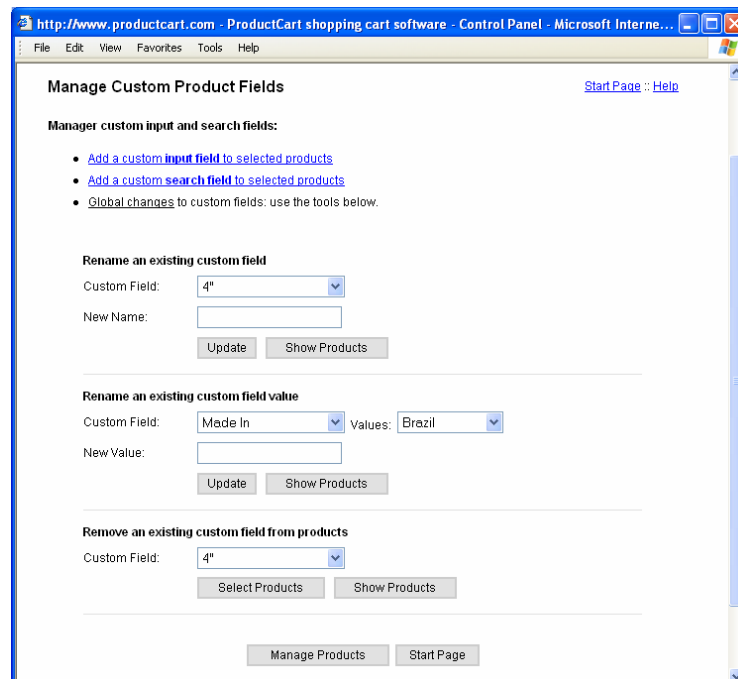 http://www.productcart.com - ProductCart shopping cart software - Control Panel - Microsoft Interne...
File Edit View Favorites Tools Help
Manage Custom Product Fields
Start Page :: Help
Manager custom input and search fields:
Add a custom input field to selected products
Add a custom search field to selected products
Global changes to custom fields: use the tools below.
Rename an existing custom field
Custom Field: 4"
New Name:
Update Show Products
Rename an existing custom field value
Custom Field: Made In Values: Brazil
New Value:
Update Show Products
Remove an existing custom field from products
Custom Field: 4"
Select Products Show Products
Manage Products Start Page